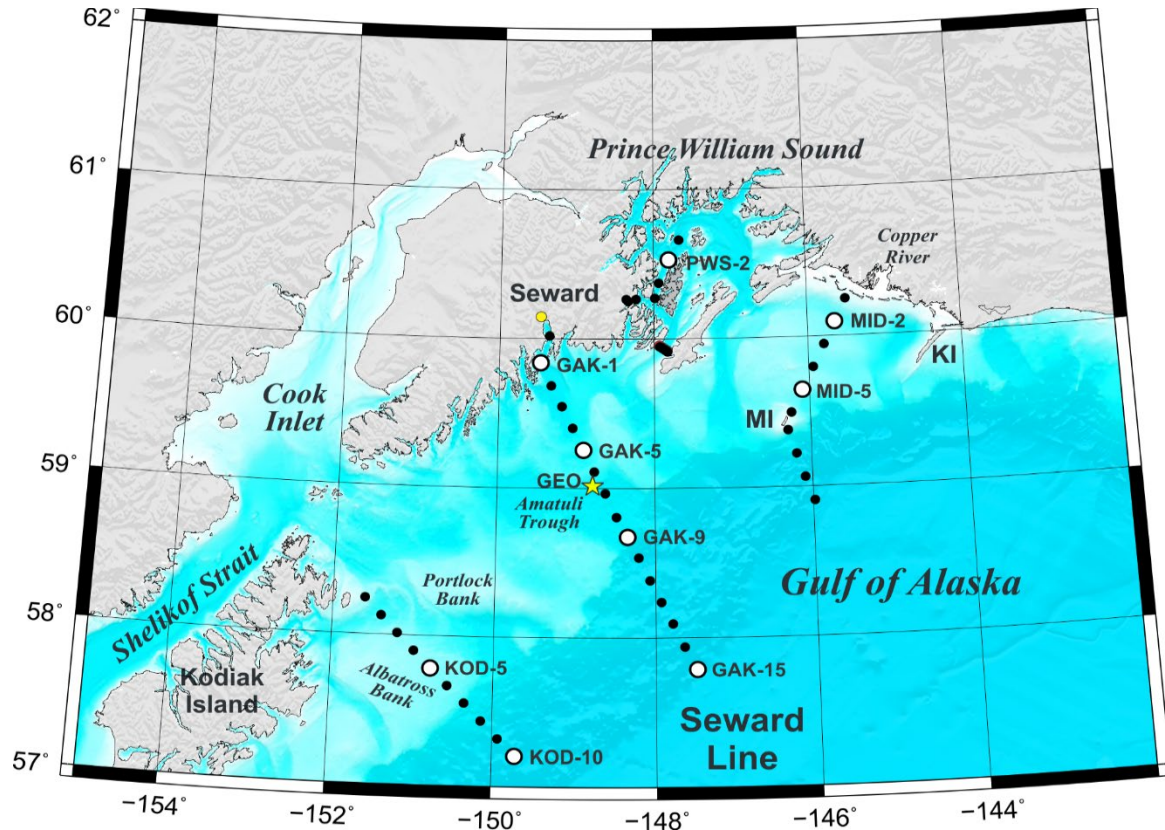 62˚
61˚
60˚
59˚
58˚
57˚
Prince William Sound
Copper
River
PWS-2
Seward
MID-2
KI
GAK-1
MID-5
MI
Cook
Inlet
GAK-5
GEO
Amatuli
Trough
GAK-9
Gulf of Alaska
Shelikof Strait
Portlock
Bank
KOD-5
GAK-15
Kodiak
Island
Albatross
Bank
Seward
Line
KOD-10
−154
−152
−150
−148
−146
−144